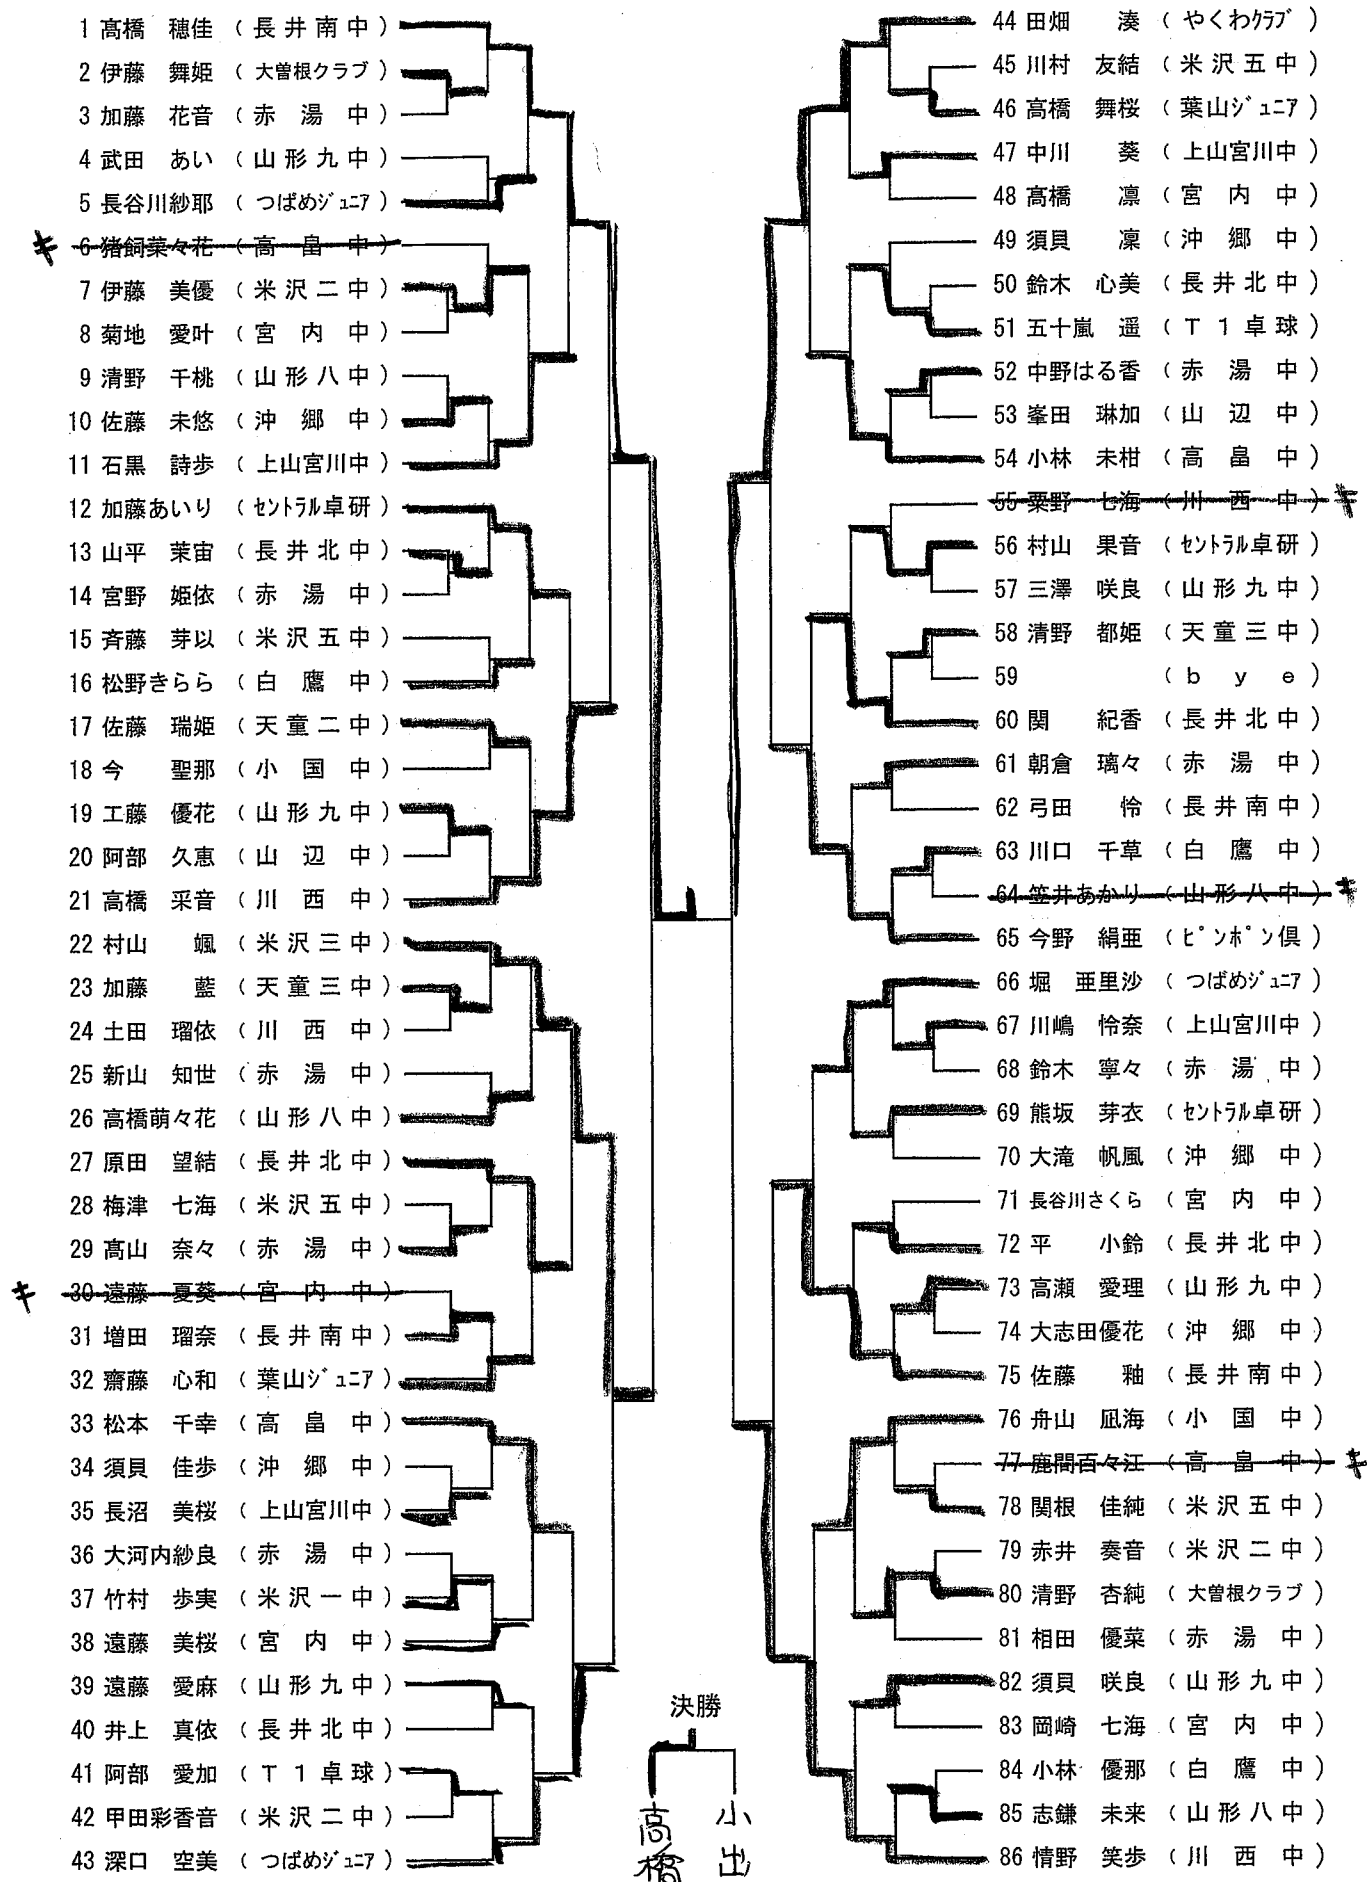 1 髙橋 穂佳 (長井南中)
2 伊藤 舞姫 (大曽根クラブ)
3 加藤 花音 (赤湯中)
4 武田 あい (山形九中)
5 長谷川紗耶 (つばめジュニア)
キ 6 猪飼菜々花 (高畠中)
7 伊藤 美優 (米沢二中)
8 菊地 愛叶 (宮内中)
9 清野 千桃 (山形八中)
10 佐藤 未悠 (沖郷中)
11 石黒 詩歩 (上山宮川中)
12 加藤あいり (セントラル卓研)
13 山平 茉宙 (長井北中)
14 宮野 姫依 (赤湯中)
15 斉藤 芽以 (米沢五中)
16 松野きらら (白鷹中)
17 佐藤 瑞姫 (天童二中)
18 今 聖那 (小国中)
19 工藤 優花 (山形九中)
20 阿部 久恵 (山辺中)
21 高橋 采音 (川西中)
22 村山 颯 (米沢三中)
23 加藤 藍 (天童三中)
24 土田 瑠依 (川西中)
25 新山 知世 (赤湯中)
26 高橋萌々花 (山形八中)
27 原田 望結 (長井北中)
28 梅津 七海 (米沢五中)
29 髙山 奈々 (赤湯中)
キ 30 遠藤 夏葵 (宮内中)
31 増田 瑠奈 (長井南中)
32 齋藤 心和 (葉山ジュニア)
33 松本 千幸 (高畠中)
34 須貝 佳歩 (沖郷中)
35 長沼 美桜 (上山宮川中)
36 大河内紗良 (赤湯中)
37 竹村 歩実 (米沢一中)
38 遠藤 美桜 (宮内中)
39 遠藤 愛麻 (山形九中)
40 井上 真依 (長井北中)
41 阿部 愛加 (T1卓球)
42 甲田彩香音 (米沢二中)
43 深口 空美 (つばめジュニア)
決勝
高橋
小出
44 田畑 湊 (やくわクラブ)
45 川村 友結 (米沢五中)
46 高橋 舞桜 (葉山ジュニア)
47 中川 葵 (上山宮川中)
48 髙橋 凛 (宮内中)
49 須貝 凜 (沖郷中)
50 鈴木 心美 (長井北中)
51 五十嵐 遥 (T1卓球)
52 中野はる香 (赤湯中)
53 峯田 琳加 (山辺中)
54 小林 未柑 (高畠中)
55 粟野 七海 (川西中) キ
56 村山 果音 (セントラル卓研)
57 三澤 咲良 (山形九中)
58 清野 都姫 (天童三中)
59 (bye)
60 関 紀香 (長井北中)
61 朝倉 璃々 (赤湯中)
62 弓田 怜 (長井南中)
63 川口 千草 (白鷹中)
64 笠井あかり (山形八中) キ
65 今野 絹亜 (ピンポン倶)
66 堀 亜里沙 (つばめジュニア)
67 川嶋 怜奈 (上山宮川中)
68 鈴木 寧々 (赤湯中)
69 熊坂 芽衣 (セントラル卓研)
70 大滝 帆風 (沖郷中)
71 長谷川さくら (宮内中)
72 平 小鈴 (長井北中)
73 高瀬 愛理 (山形九中)
74 大志田優花 (沖郷中)
75 佐藤 釉 (長井南中)
76 舟山 凪海 (小国中)
77 鹿間百々江 (高畠中) キ
78 関根 佳純 (米沢五中)
79 赤井 奏音 (米沢二中)
80 清野 杏純 (大曽根クラブ)
81 相田 優菜 (赤湯中)
82 須貝 咲良 (山形九中)
83 岡崎 七海 (宮内中)
84 小林 優那 (白鷹中)
85 志鎌 未来 (山形八中)
86 情野 笑歩 (川西中)